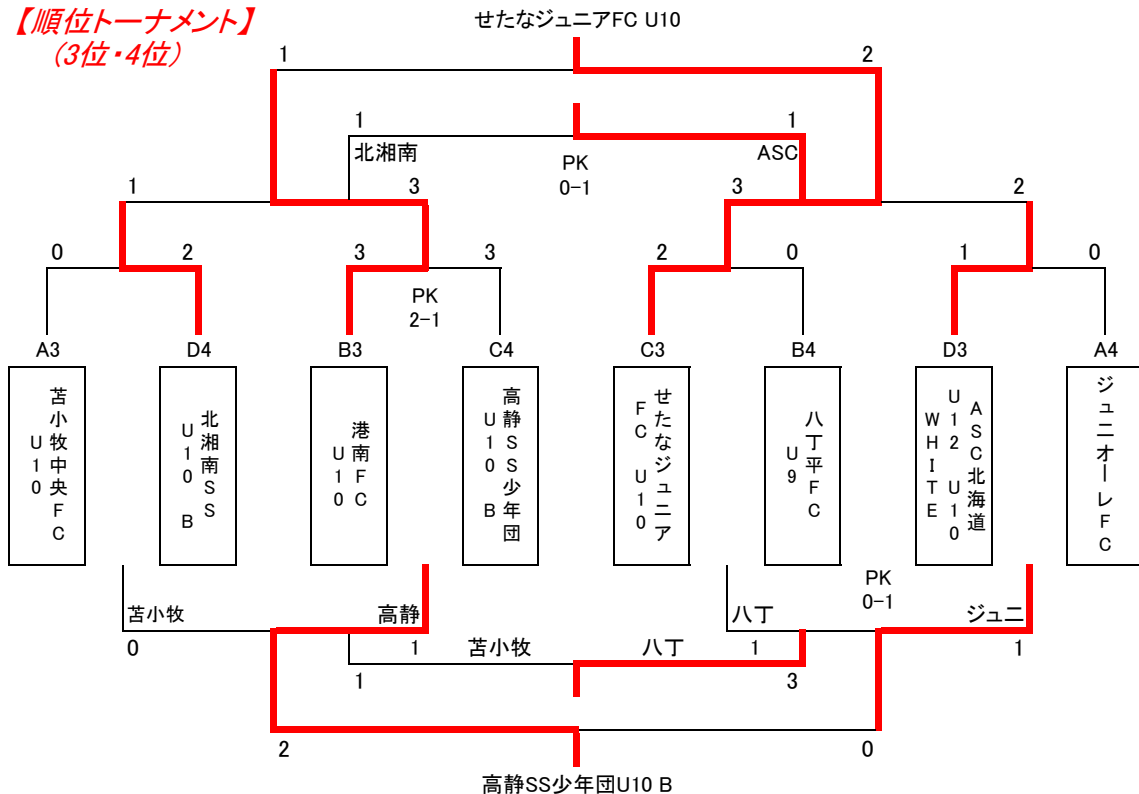 【順位トーナメント】
(3位・4位)
せたなジュニアFC U10
1
2
1
1
北湘南
ASC
PK
0-1
1
3
3
2
0
2
3
3
2
0
1
0
PK
2-1
A3
D4
B3
C4
C3
B4
D3
A4
苫小牧中央FC
U10
北湘南SS
U10 B
港南FC
U10
高静SS少年団
U10 B
せたなジュニア
FC U10
八丁平FC
U9
ASC北海道
U12 U10
WHITE
ジュニオーレFC
PK
0-1
苫小牧
高静
八丁
ジュニ
0
1
苫小牧
八丁
1
1
1
3
2
0
高静SS少年団U10 B